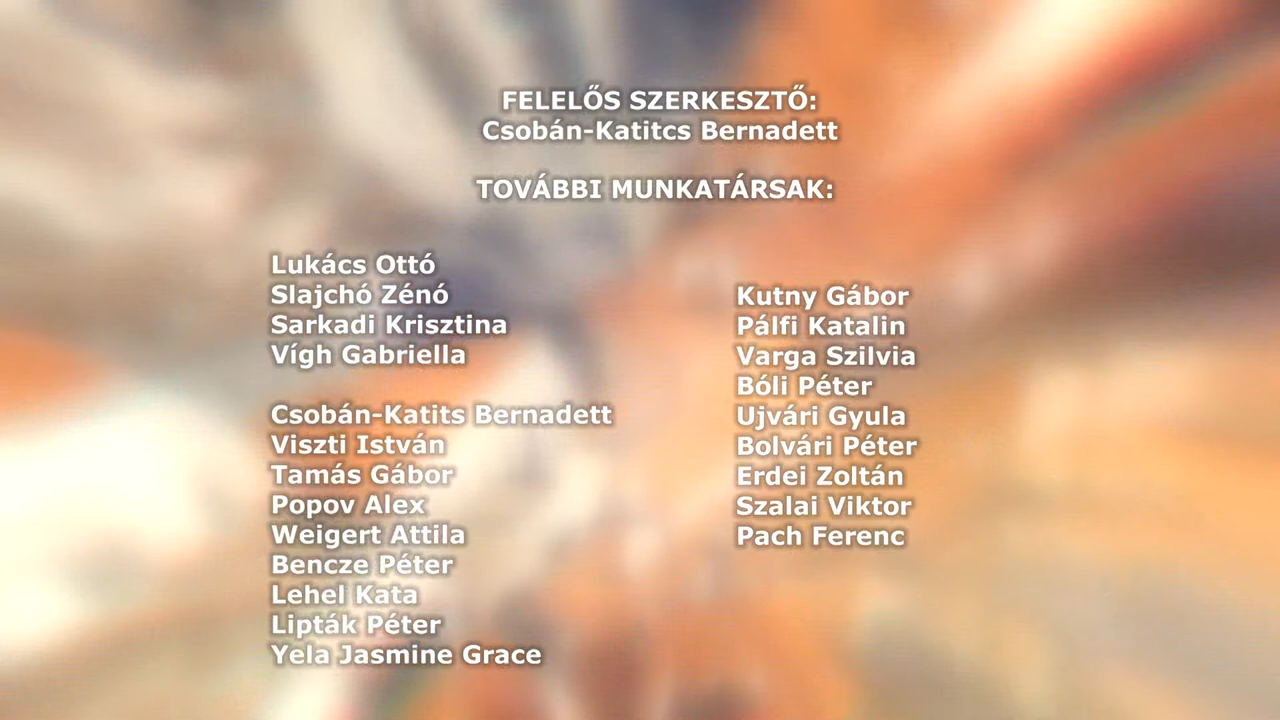 FELELŐS SZERKESZTŐ:
Csobán-Katitcs Bernadett
TOVÁBBI MUNKATÁRSAK:
Lukács Ottó
Slajchó Zénó
Sarkadi Krisztina
Vígh Gabriella
Csobán-Katits Bernadett
Viszti István
Tamás Gábor
Popov Alex
Weigert Attila
Bencze Péter
Lehel Kata
Lipták Péter
Yela Jasmine Grace
Kutny Gábor
Pálfi Katalin
Varga Szilvia
Bóli Péter
Ujvári Gyula
Bolvári Péter
Erdei Zoltán
Szalai Viktor
Pach Ferenc